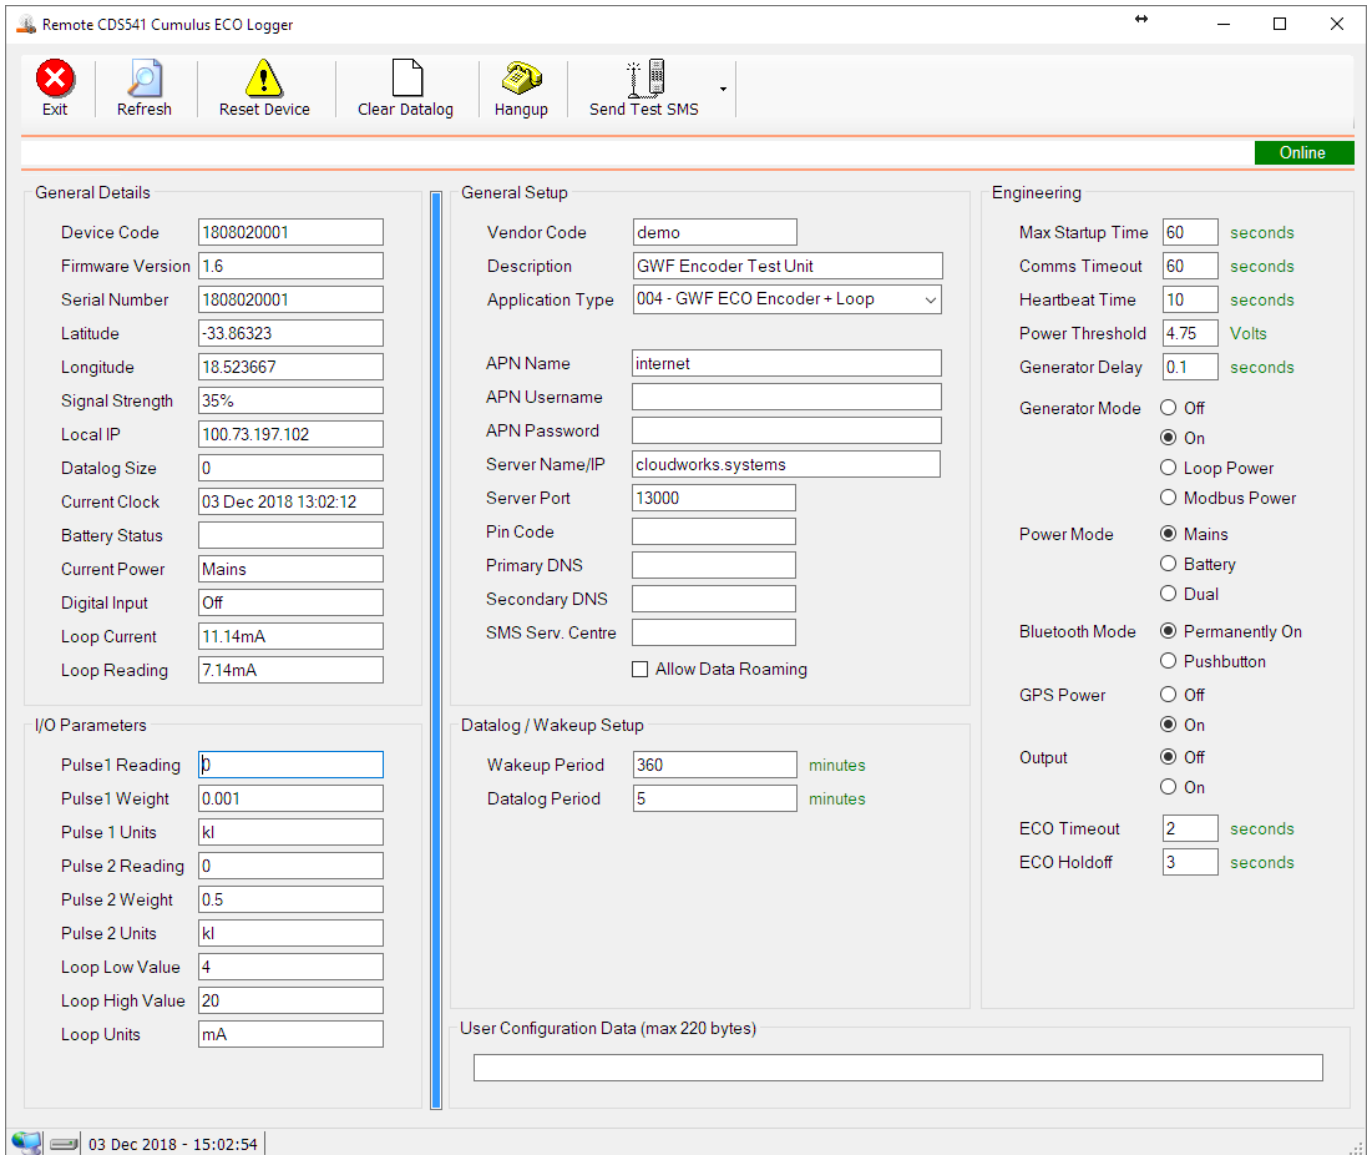 Remote CDS541 Cumulus ECO Logger
Exit
Refresh
Reset Device
Clear Datalog
Hangup
Send Test SMS
Online
General Details
Device Code 1808020001
Firmware Version 1.6
Serial Number 1808020001
Latitude -33.86323
Longitude 18.523667
Signal Strength 35%
Local IP 100.73.197.102
Datalog Size 0
Current Clock 03 Dec 2018 13:02:12
Battery Status
Current Power Mains
Digital Input Off
Loop Current 11.14mA
Loop Reading 7.14mA
I/O Parameters
Pulse1 Reading 0
Pulse1 Weight 0.001
Pulse 1 Units kl
Pulse 2 Reading 0
Pulse 2 Weight 0.5
Pulse 2 Units kl
Loop Low Value 4
Loop High Value 20
Loop Units mA
General Setup
Vendor Code demo
Description GWF Encoder Test Unit
Application Type 004 - GWF ECO Encoder + Loop
APN Name internet
APN Username
APN Password
Server Name/IP cloudworks.systems
Server Port 13000
Pin Code
Primary DNS
Secondary DNS
SMS Serv. Centre
Allow Data Roaming
Datalog / Wakeup Setup
Wakeup Period 360 minutes
Datalog Period 5 minutes
Engineering
Max Startup Time 60 seconds
Comms Timeout 60 seconds
Heartbeat Time 10 seconds
Power Threshold 4.75 Volts
Generator Delay 0.1 seconds
Generator Mode Off
On
Loop Power
Modbus Power
Power Mode Mains
Battery
Dual
Bluetooth Mode Permanently On
Pushbutton
GPS Power Off
On
Output Off
On
ECO Timeout 2 seconds
ECO Holdoff 3 seconds
User Configuration Data (max 220 bytes)
03 Dec 2018 - 15:02:54